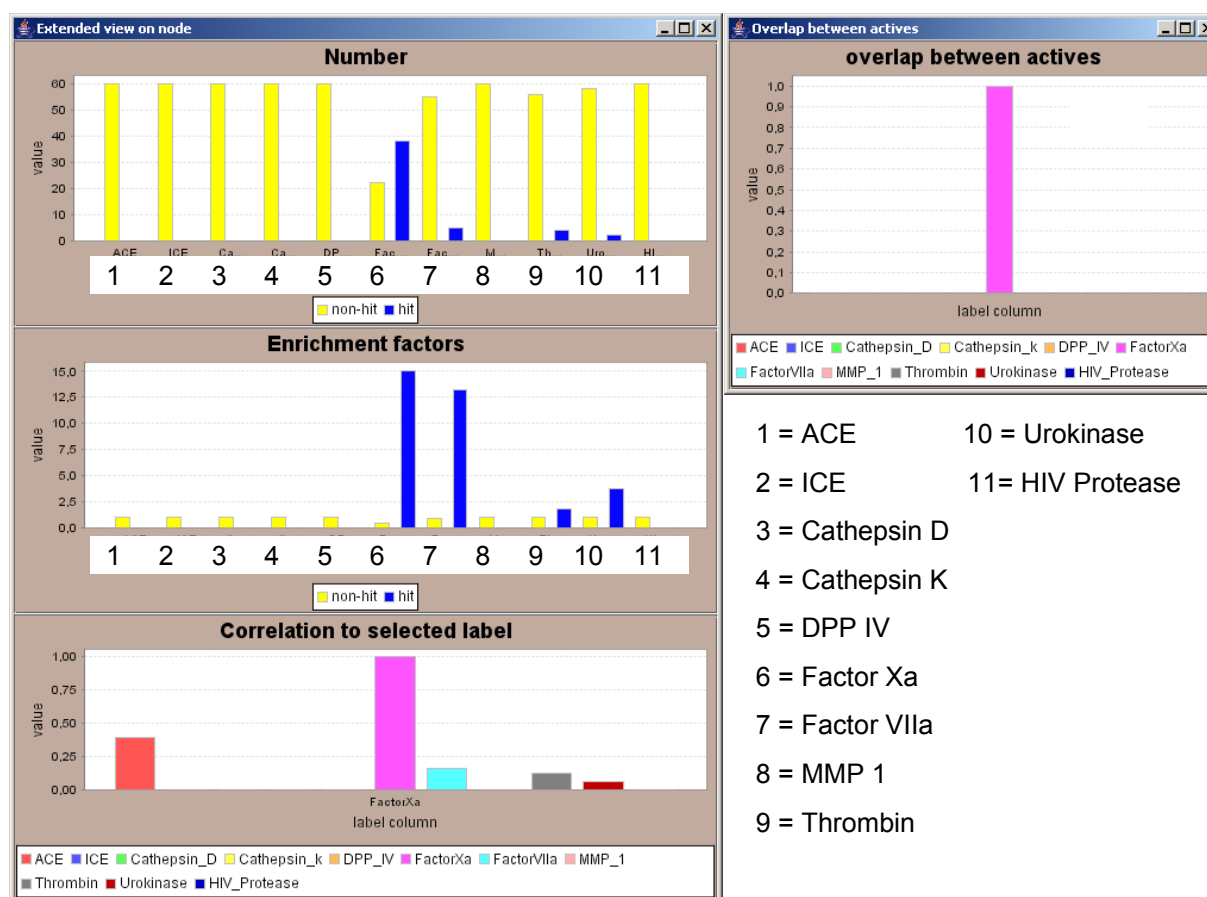 Extended view on node
Number
60
50
40
30
20
10
0
value
ACE ICE Ca... Ca... DP... Fac... Fac... M... Th... Uro... HI...
1 2 3 4 5 6 7 8 9 10 11
non-hit hit
Enrichment factors
15,0
12,5
10,0
7,5
5,0
2,5
0,0
value
1 2 3 4 5 6 7 8 9 10 11
non-hit hit
Correlation to selected label
1,00
0,75
0,50
0,25
0,00
value
FactorXa
label column
ACE ICE Cathepsin_D Cathepsin_k DPP_IV FactorXa FactorVIIa MMP_1
Thrombin Urokinase HIV_Protease
Overlap between actives
overlap between actives
1,0
0,9
0,8
0,7
0,6
0,5
0,4
0,3
0,2
0,1
0,0
value
label column
ACE ICE Cathepsin_D Cathepsin_k DPP_IV FactorXa
FactorVIIa MMP_1 Thrombin Urokinase HIV_Protease
1 = ACE 10 = Urokinase
2 = ICE 11= HIV Protease
3 = Cathepsin D
4 = Cathepsin K
5 = DPP IV
6 = Factor Xa
7 = Factor VIIa
8 = MMP 1
9 = Thrombin